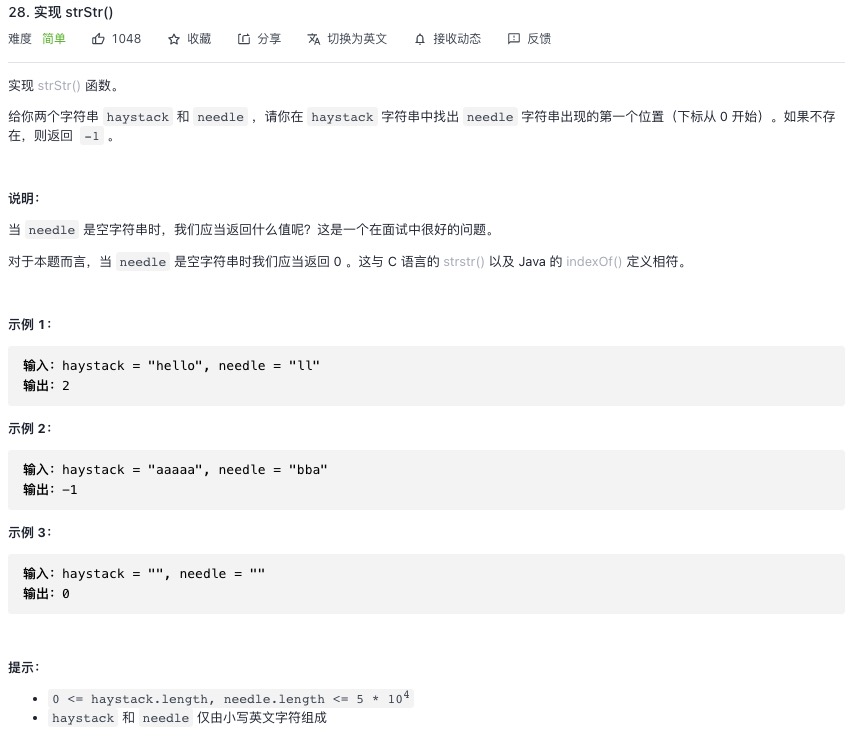 28. 实现 strStr()
难度 简单 1048 收藏 分享 切换为英文 接收动态 反馈
实现 strStr() 函数。
给你两个字符串 haystack 和 needle ，请你在 haystack 字符串中找出 needle 字符串出现的第一个位置（下标从 0 开始）。如果不存
在，则返回 -1 。
说明：
当 needle 是空字符串时，我们应当返回什么值呢？这是一个在面试中很好的问题。
对于本题而言，当 needle 是空字符串时我们应当返回 0 。这与 C 语言的 strstr() 以及 Java 的 indexOf() 定义相符。
示例 1：
输入：haystack = "hello", needle = "ll"
输出：2
示例 2：
输入：haystack = "aaaaa", needle = "bba"
输出：-1
示例 3：
输入：haystack = "", needle = ""
输出：0
提示：
• 0 <= haystack.length, needle.length <= 5 * 10⁴
• haystack 和 needle 仅由小写英文字符组成